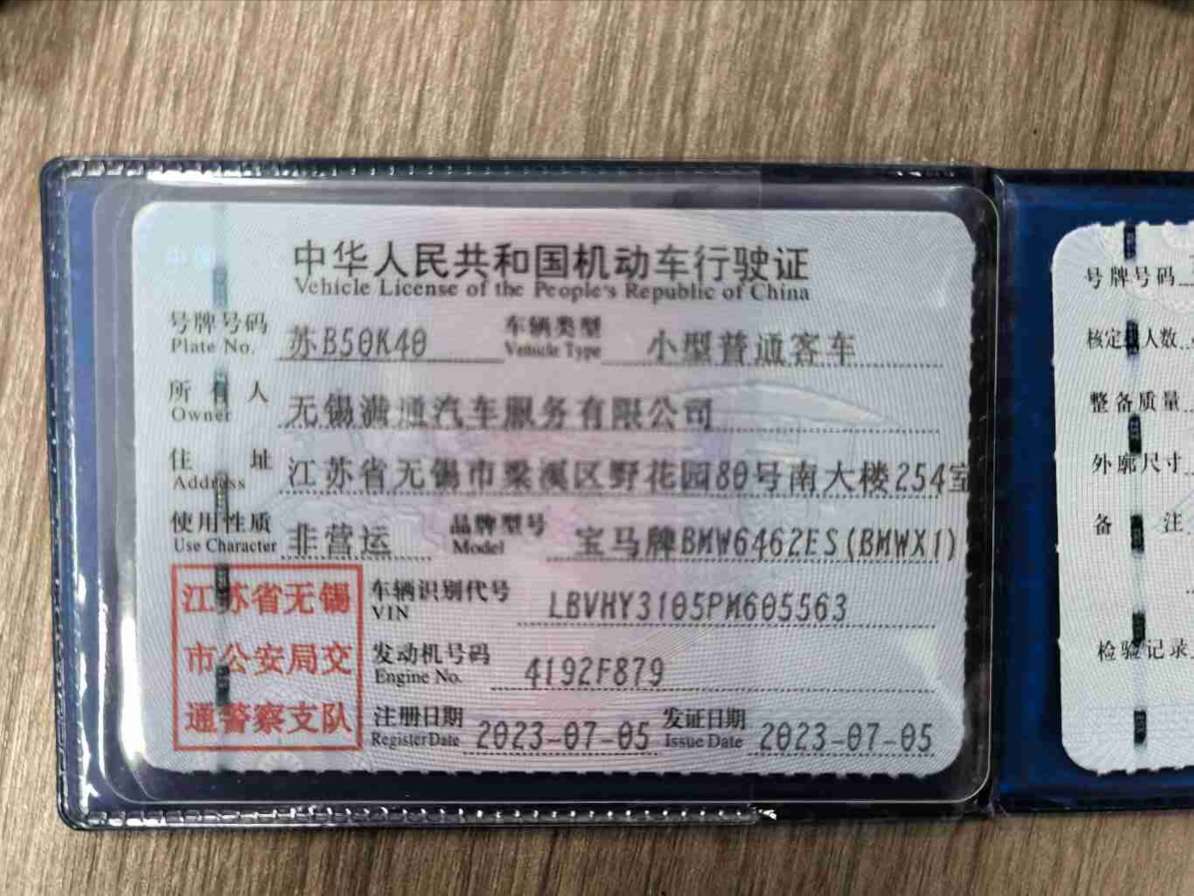 中华人民共和国机动车行驶证
Vehicle License of the People's Republic of China
号牌号码 苏B50K40 车辆类型 小型普通客车
Plate No. Vehicle Type
所有人 无锡潍通汽车服务有限公司
Owner
住址 江苏省无锡市梁溪区野花园80号南大楼254室
Address
使用性质 非营运 品牌型号 宝马牌BMW6462ES(BMWX1)
Use Character Model
江苏省无锡 车辆识别代号 LBVHY3105PM605563
VIN
市公安局交 发动机号码 4192F879
Engine No.
通警察支队 注册日期 2023-07-05 发证日期 2023-07-05
Register Date Issue Date
号牌号码
核定载人数
整备质量
外廓尺寸
备注
检验记录